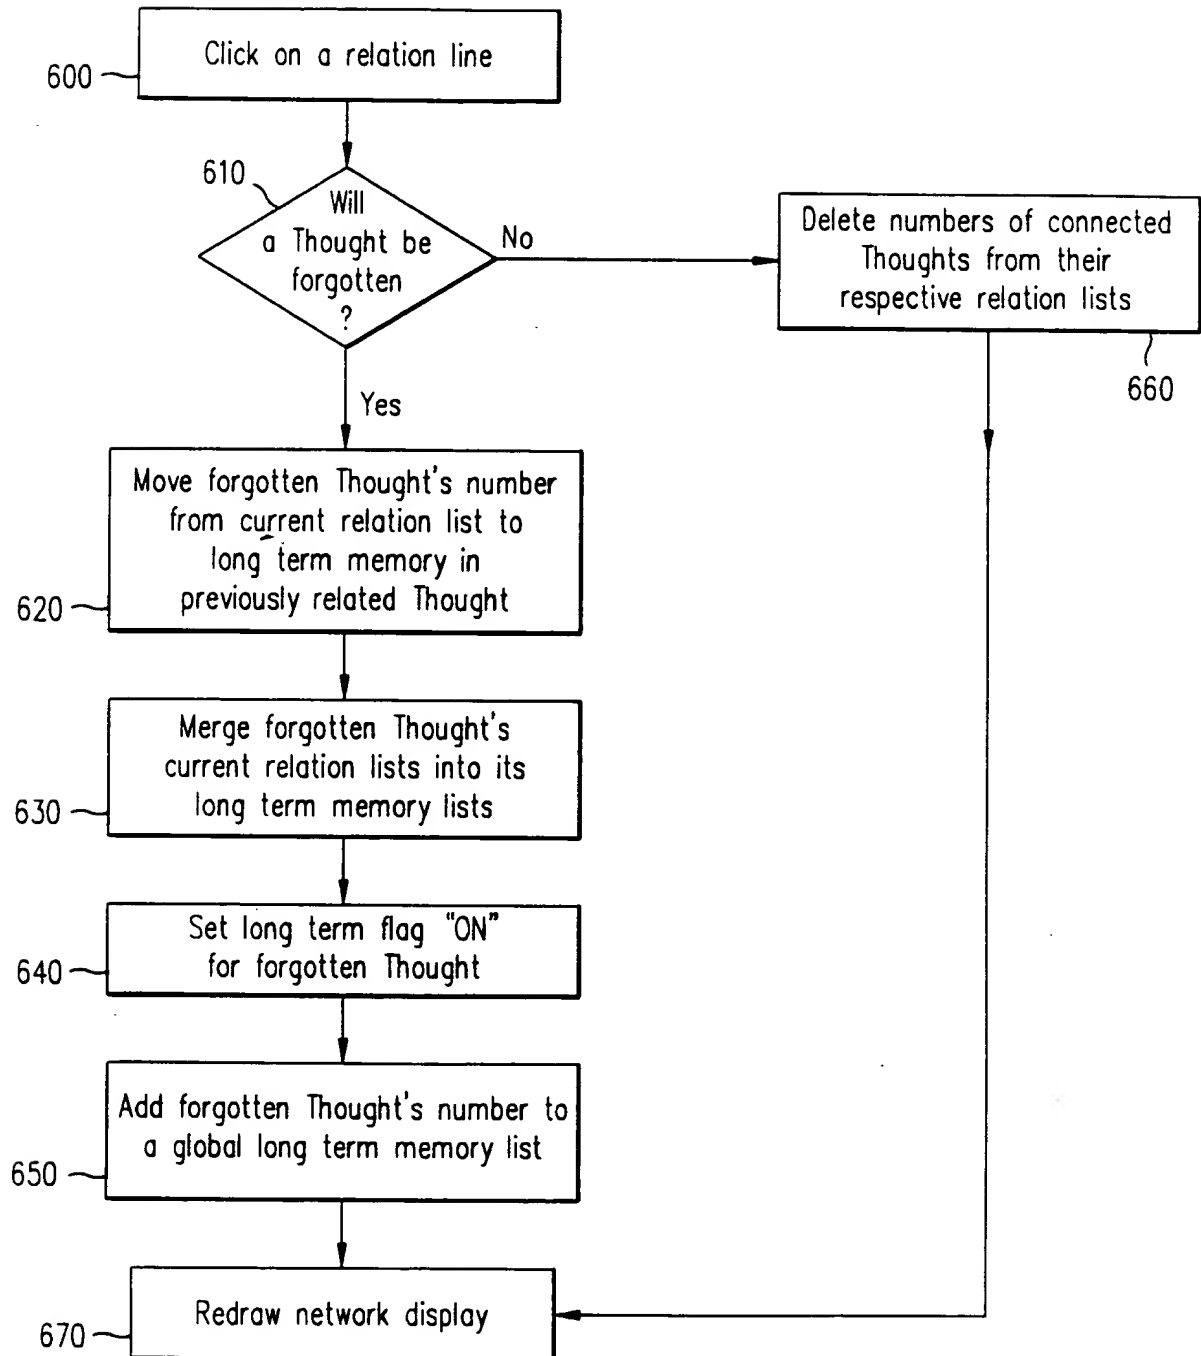 Click on a relation line
600
610
Will
a Thought be
forgotten
?
No
Delete numbers of connected
Thoughts from their
respective relation lists
660
Yes
Move forgotten Thought's number
from current relation list to
long term memory in
previously related Thought
620
Merge forgotten Thought's
current relation lists into its
long term memory lists
630
Set long term flag "ON"
for forgotten Thought
640
Add forgotten Thought's number to
a global long term memory list
650
Redraw network display
670